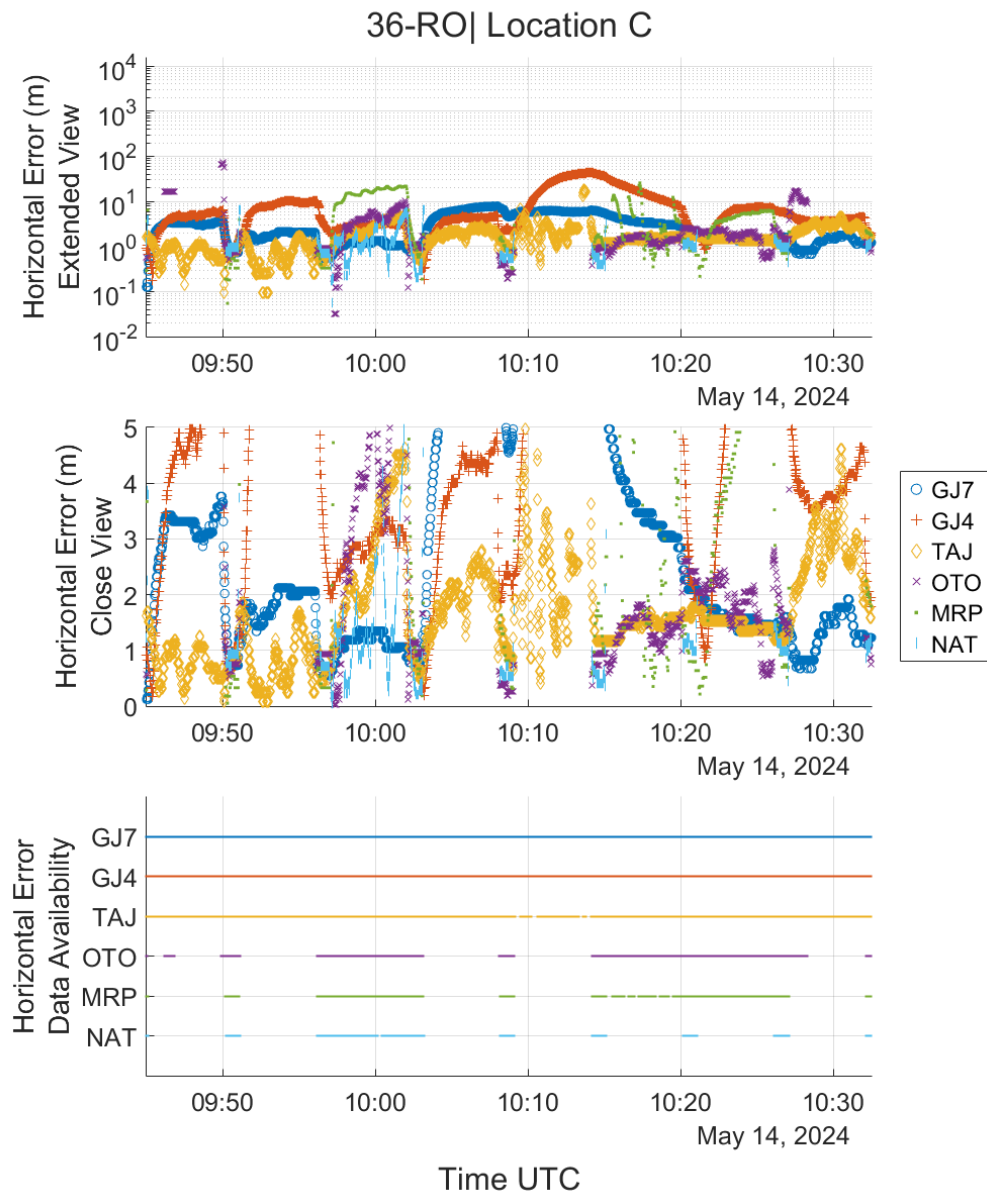 36-RO| Location C
Horizontal Error (m)
Extended View
10^4
10^3
10^2
10^1
10^0
10^-1
10^-2
09:50 10:00 10:10 10:20 10:30
May 14, 2024
Horizontal Error (m)
Close View
5
4
3
2
1
0
09:50 10:00 10:10 10:20 10:30
May 14, 2024
GJ7
GJ4
TAJ
OTO
MRP
NAT
Horizontal Error
Data Availability
GJ7
GJ4
TAJ
OTO
MRP
NAT
09:50 10:00 10:10 10:20 10:30
May 14, 2024
Time UTC